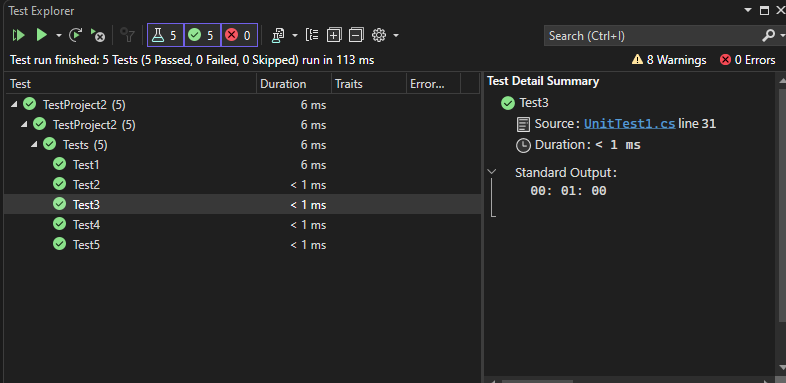 Test Explorer
5 5 0
Search (Ctrl+I)
Test run finished: 5 Tests (5 Passed, 0 Failed, 0 Skipped) run in 113 ms
8 Warnings 0 Errors
Test Duration Traits Error...
TestProject2 (5) 6 ms
TestProject2 (5) 6 ms
Tests (5) 6 ms
Test1 6 ms
Test2 < 1 ms
Test3 < 1 ms
Test4 < 1 ms
Test5 < 1 ms
Test Detail Summary
Test3
Source: UnitTest1.cs line 31
Duration: < 1 ms
Standard Output:
00: 01: 00